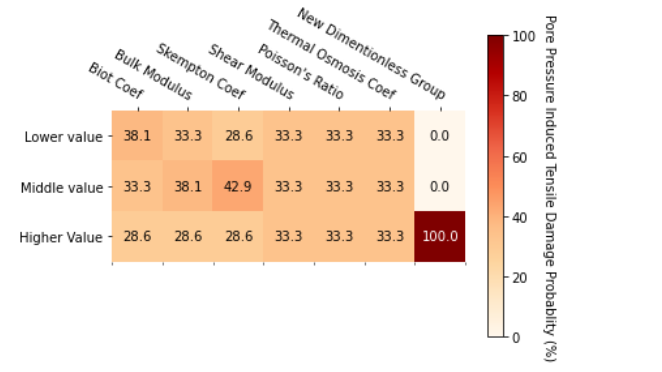 Biot Coef
Bulk Modulus
Skempton Coef
Shear Modulus
Poisson's Ratio
Thermal Osmosis Coef
New Dimentionless Group
Lower value 38.1 33.3 28.6 33.3 33.3 33.3 0.0
Middle value 33.3 38.1 42.9 33.3 33.3 33.3 0.0
Higher Value 28.6 28.6 28.6 33.3 33.3 33.3 100.0
100
80
60
40
20
0
Pore Pressure Induced Tensile Damage Probablity (%)